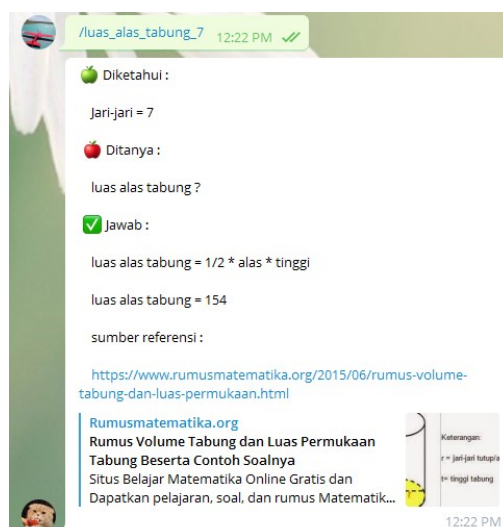 /luas_alas_tabung_7 12:22 PM
Diketahui :
Jari-jari = 7
Ditanya :
luas alas tabung ?
Jawab :
luas alas tabung = 1/2 * alas * tinggi
luas alas tabung = 154
sumber referensi :
https://www.rumusmatematika.org/2015/06/rumus-volume-
tabung-dan-luas-permukaan.html
Rumusmatematika.org
Rumus Volume Tabung dan Luas Permukaan
Tabung Beserta Contoh Soalnya
Situs Belajar Matematika Online Gratis dan
Dapatkan pelajaran, soal, dan rumus Matematik...
Keterangan:
r = jari-jari tutup/a
t= tinggi tabung
12:22 PM